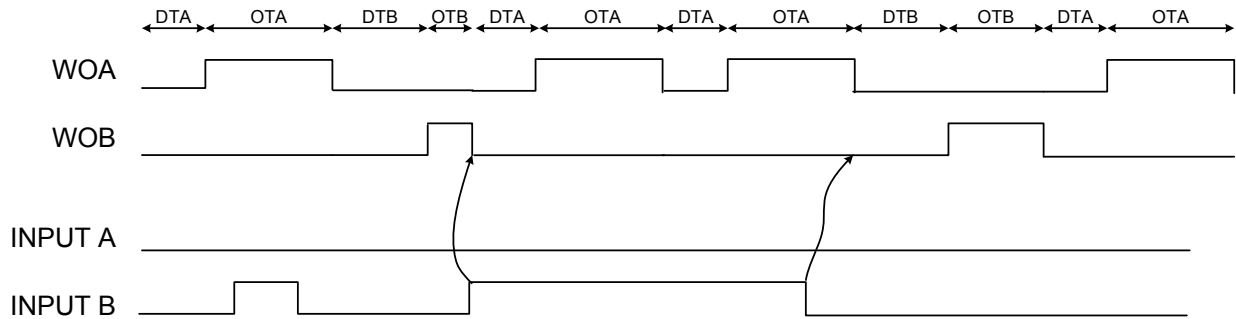 DTA OTA DTB OTB DTA OTA DTA OTA DTB OTB DTA OTA
WOA
WOB
INPUT A
INPUT B